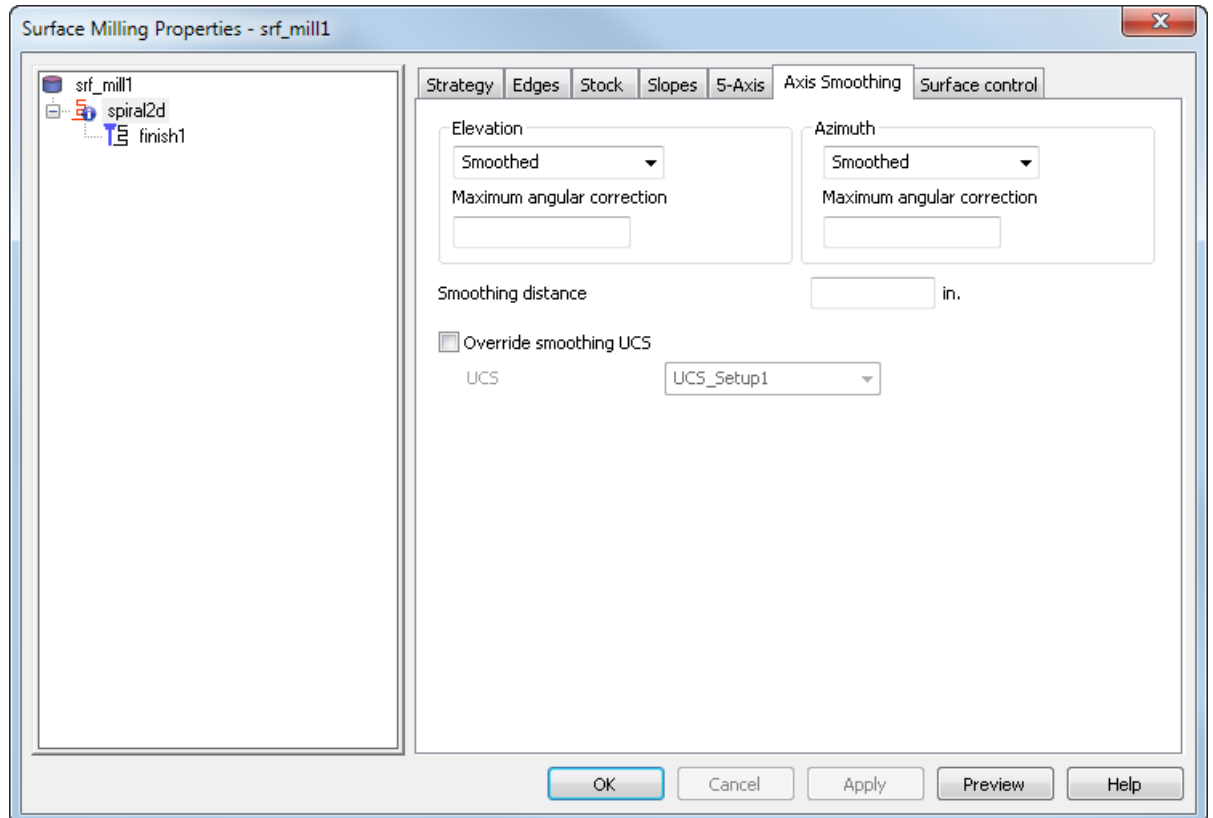 Surface Milling Properties - srf_mill1
x
srf_mill1
spiral2d
finish1
Strategy Edges Stock Slopes 5-Axis Axis Smoothing Surface control
Elevation Azimuth
Smoothed Smoothed
Maximum angular correction Maximum angular correction
Smoothing distance in.
Override smoothing UCS
UCS UCS_Setup1
OK Cancel Apply Preview Help